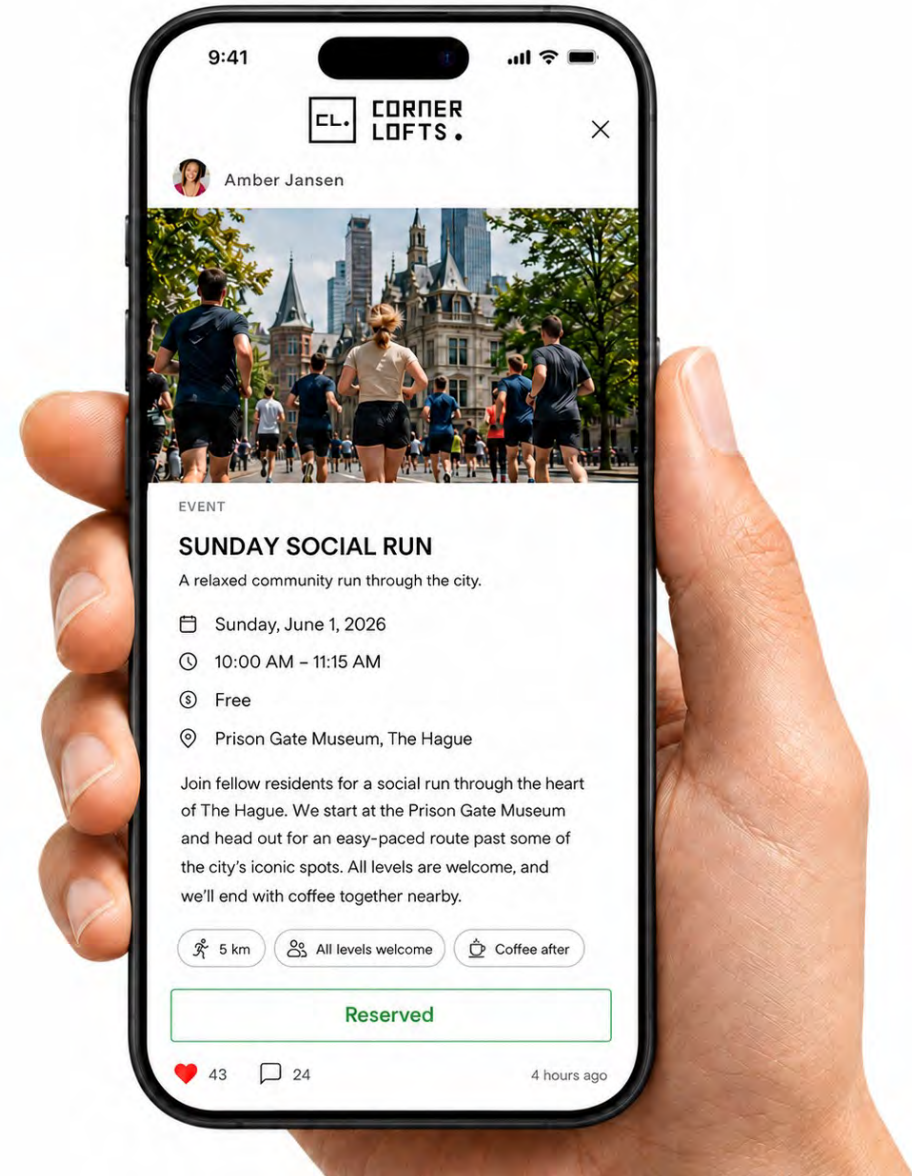 9:41
CL.
CORNER
LOFTS.
Amber Jansen
EVENT
SUNDAY SOCIAL RUN
A relaxed community run through the city.
Sunday, June 1, 2026
10:00 AM – 11:15 AM
Free
Prison Gate Museum, The Hague
Join fellow residents for a social run through the heart
of The Hague. We start at the Prison Gate Museum
and head out for an easy-paced route past some of
the city's iconic spots. All levels are welcome, and
we'll end with coffee together nearby.
5 km
All levels welcome
Coffee after
Reserved
43
24
4 hours ago